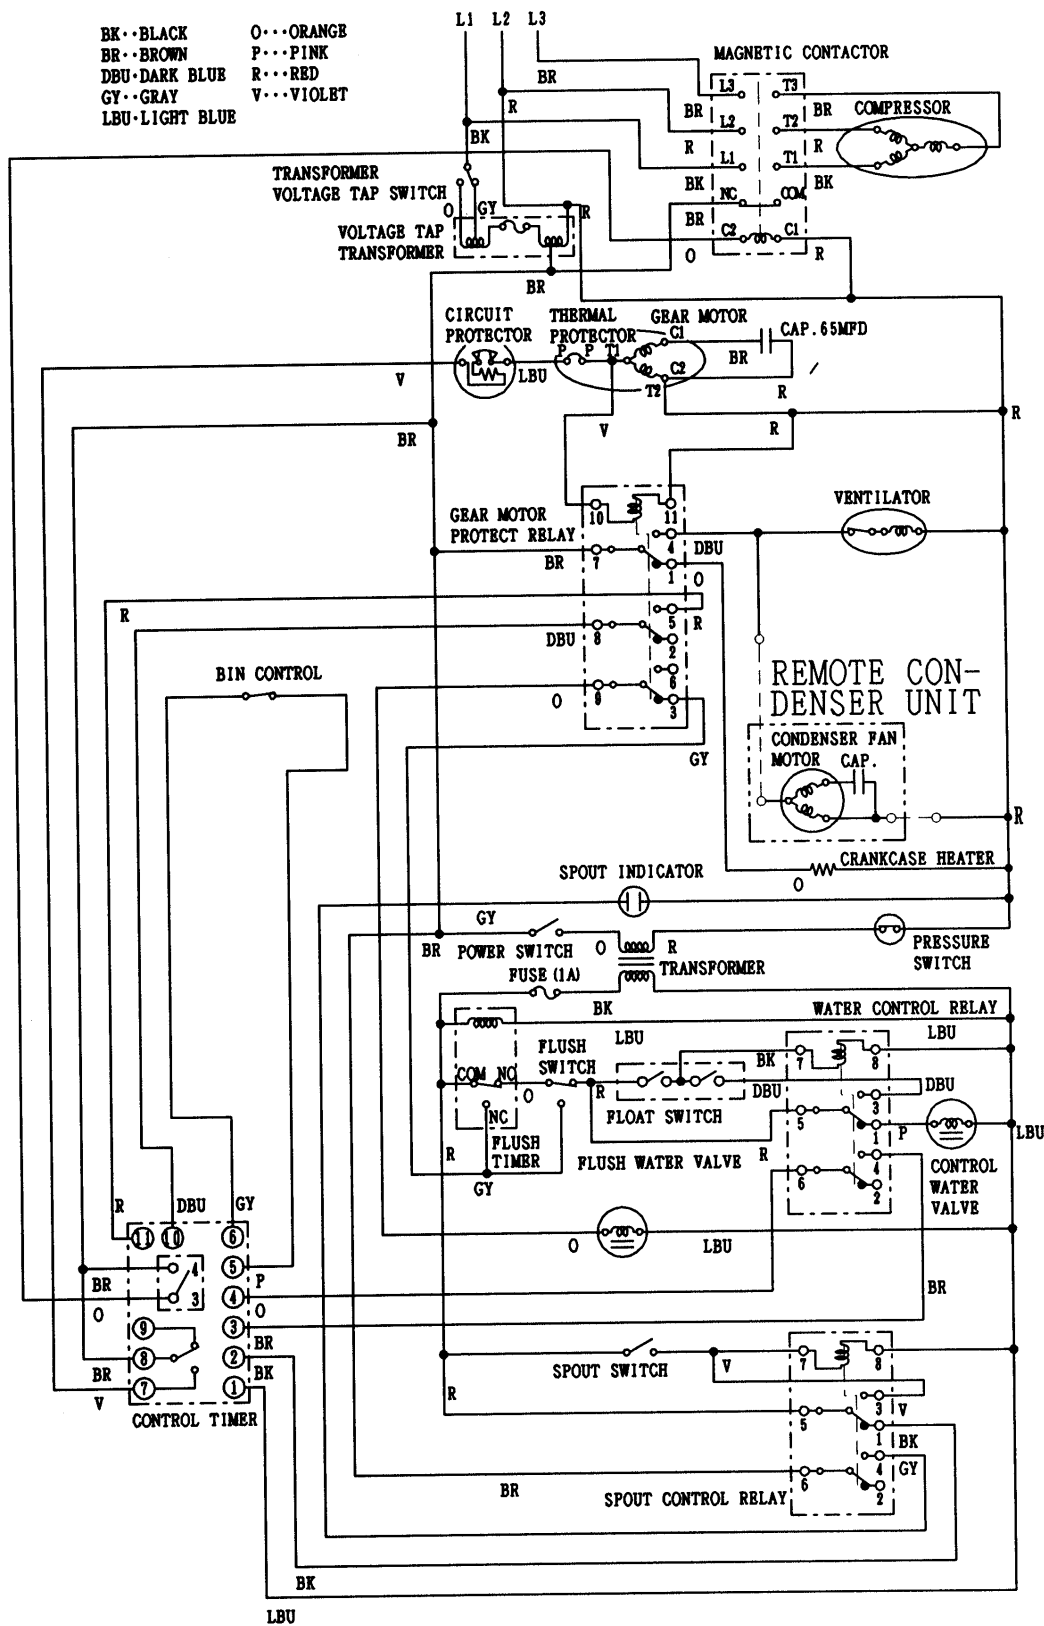 L1 L2 L3
BK··BLACK O···ORANGE
BR··BROWN P···PINK
DBU·DARK BLUE R···RED
GY··GRAY V···VIOLET
LBU·LIGHT BLUE
BR
R
BK
MAGNETIC CONTACTOR
L3 T3
BR BR
L2 T2
R R
L1 T1
BK BK
NC COM
BR
C2 C1
O R
COMPRESSOR
TRANSFORMER
VOLTAGE TAP SWITCH
O GY R
VOLTAGE TAP
TRANSFORMER
BR
CIRCUIT
PROTECTOR
THERMAL
PROTECTOR
GEAR MOTOR
P P T1 C1
C2
T2
CAP.65MFD
BR
R
V
LBU
BR
V
R
R
GEAR MOTOR
PROTECT RELAY
10 11
4
DBU
7
BR
1
O
5
R
8
DBU
2
6
9
O
3
GY
R
VENTILATOR
BIN CONTROL
REMOTE CON-
DENSER UNIT
CONDENSER FAN
MOTOR CAP.
R
CRANKCASE HEATER
O
SPOUT INDICATOR
GY
BR
POWER SWITCH
O R
PRESSURE
SWITCH
FUSE(1A)
TRANSFORMER
BK
WATER CONTROL RELAY
LBU
LBU
FLUSH
SWITCH
COM NC
NO
O
R
FLOAT SWITCH
BK
DBU
7 8
3
DBU
5
1
P
4
6
2
R
LBU
CONTROL
WATER
VALVE
FLUSH
TIMER
R
GY
FLUSH WATER VALVE
O
LBU
BR
R DBU GY
11 10 6
4 5
P
BR
3 4
O O
9 3
BR
8 2
BR BK
7 1
V
CONTROL TIMER
SPOUT SWITCH
V
R
7 8
3
V
5
1
BK
4
GY
6
2
BR
SPOUT CONTROL RELAY
BK
LBU